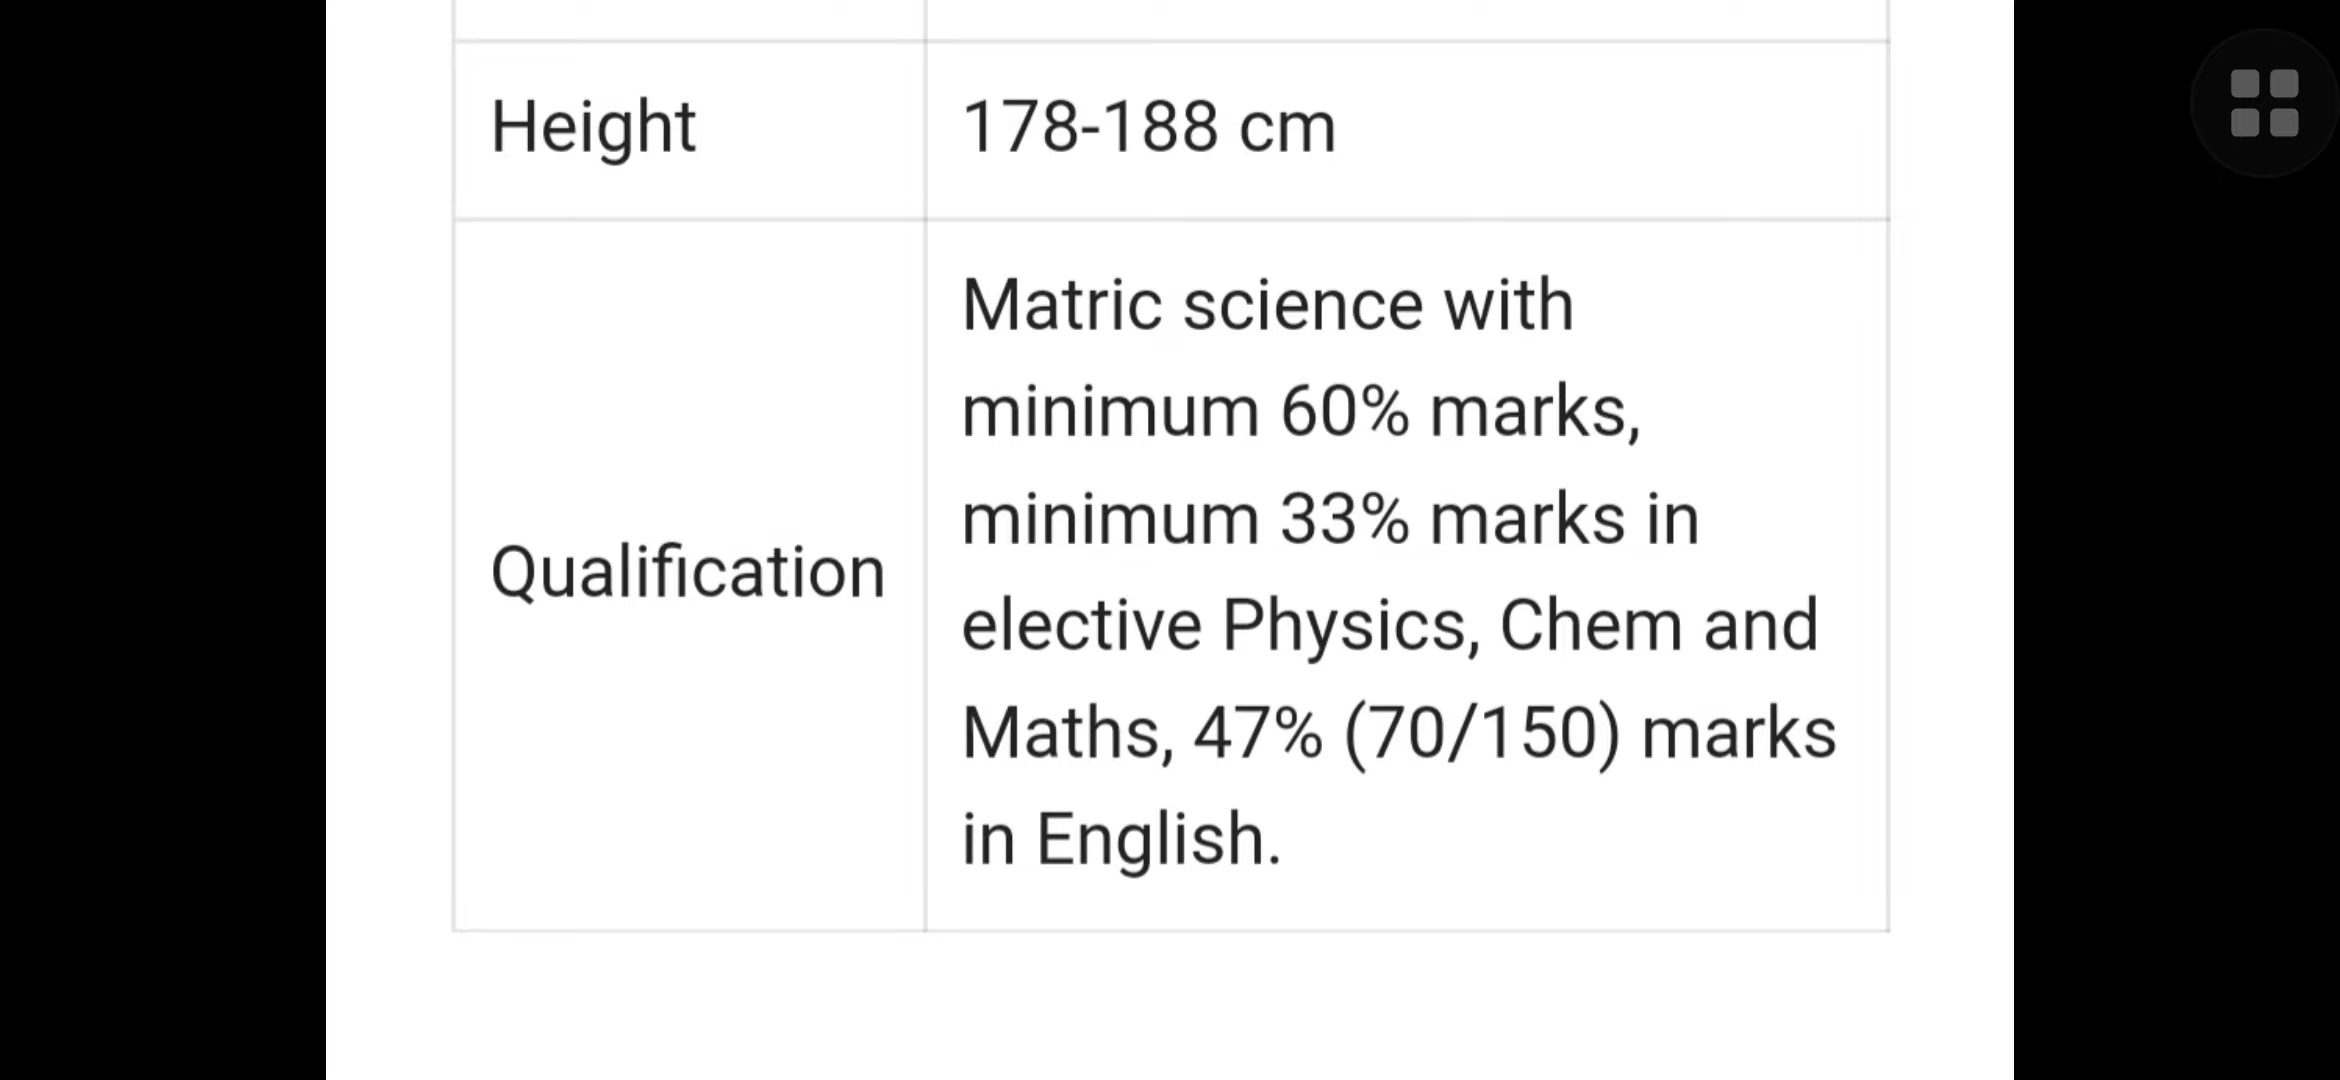 Height
178-188 cm
Qualification
Matric science with
minimum 60% marks,
minimum 33% marks in
elective Physics, Chem and
Maths, 47% (70/150) marks
in English.